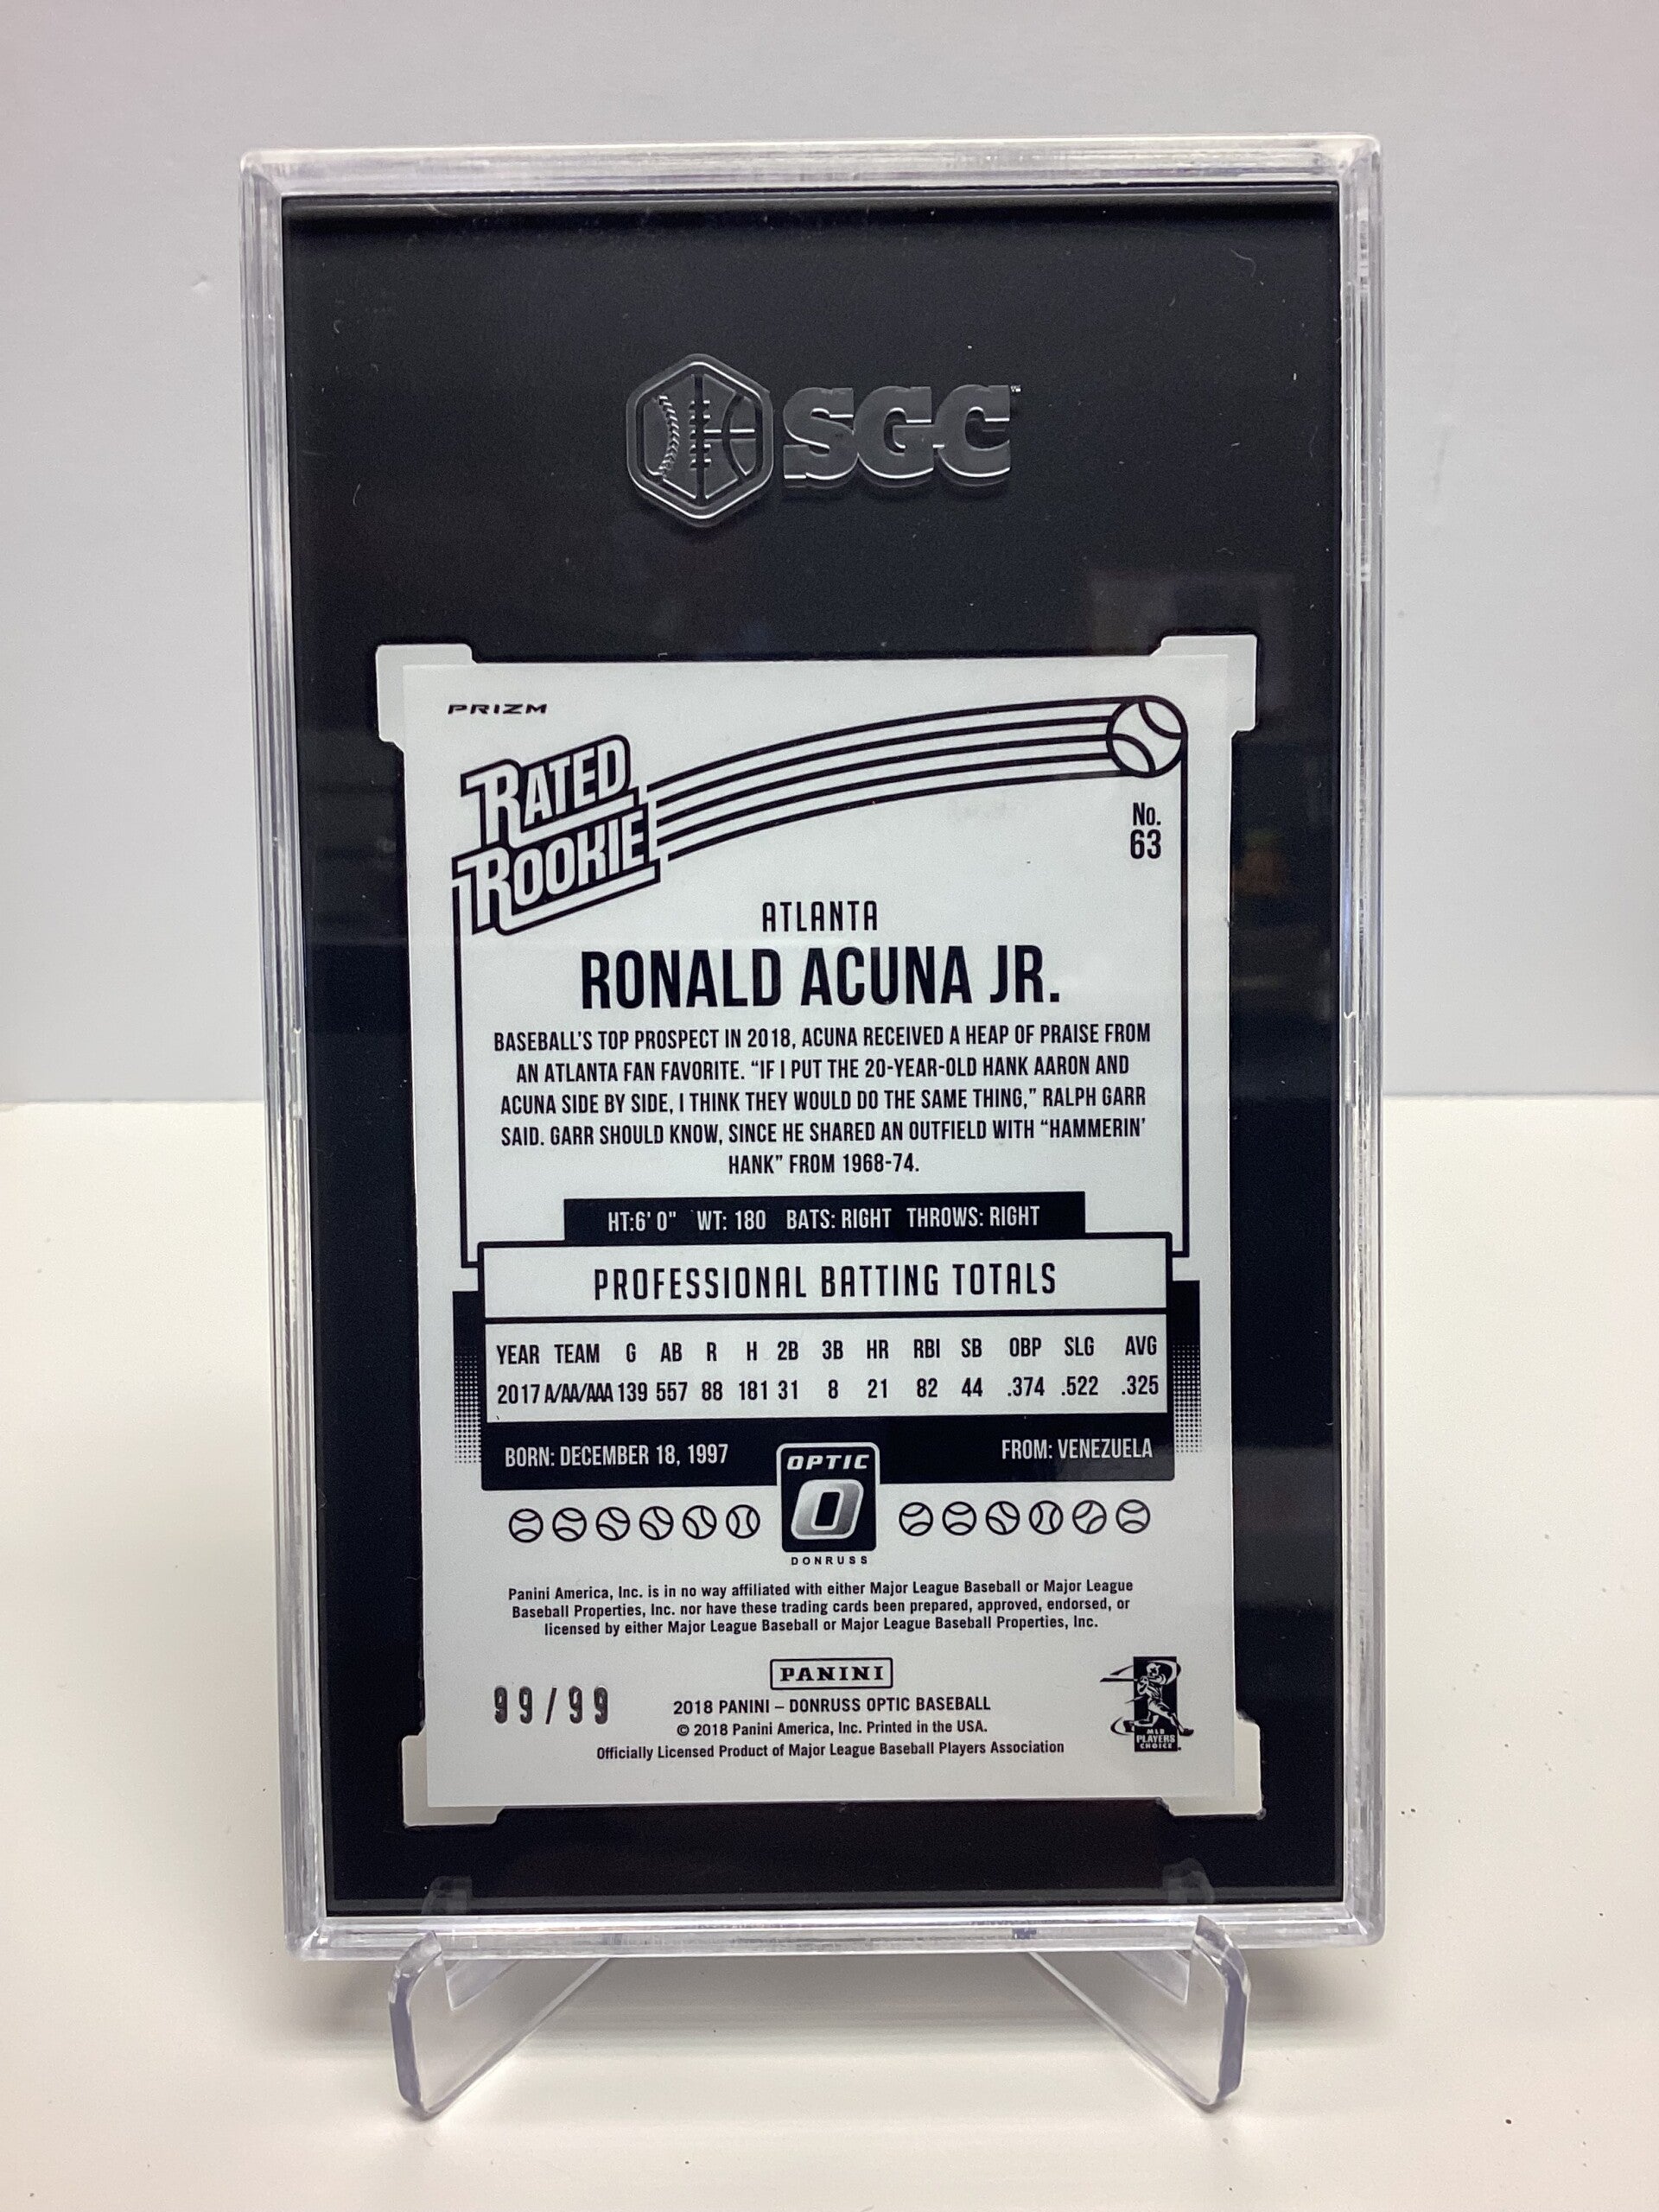 SGC™
PRIZM
RATED
ROOKIE
No.
63
ATLANTA
RONALD ACUNA JR.
BASEBALL'S TOP PROSPECT IN 2018, ACUNA RECEIVED A HEAP OF PRAISE FROM
AN ATLANTA FAN FAVORITE. “IF I PUT THE 20-YEAR-OLD HANK AARON AND
ACUNA SIDE BY SIDE, I THINK THEY WOULD DO THE SAME THING,” RALPH GARR
SAID. GARR SHOULD KNOW, SINCE HE SHARED AN OUTFIELD WITH “HAMMERIN'
HANK” FROM 1968-74.
HT:6' 0" WT: 180 BATS: RIGHT THROWS: RIGHT
PROFESSIONAL BATTING TOTALS
YEAR TEAM G AB R H 2B 3B HR RBI SB OBP SLG AVG
2017 A/AA/AAA 139 557 88 181 31 8 21 82 44 .374 .522 .325
BORN: DECEMBER 18, 1997 FROM: VENEZUELA
OPTIC
O
DONRUSS
Panini America, Inc. is in no way affiliated with either Major League Baseball or Major League
Baseball Properties, Inc. nor have these trading cards been prepared, approved, endorsed, or
licensed by either Major League Baseball or Major League Baseball Properties, Inc.
PANINI
99/99
2018 PANINI – DONRUSS OPTIC BASEBALL
© 2018 Panini America, Inc. Printed in the USA.
Officially Licensed Product of Major League Baseball Players Association
MLB
PLAYERS
CHOICE